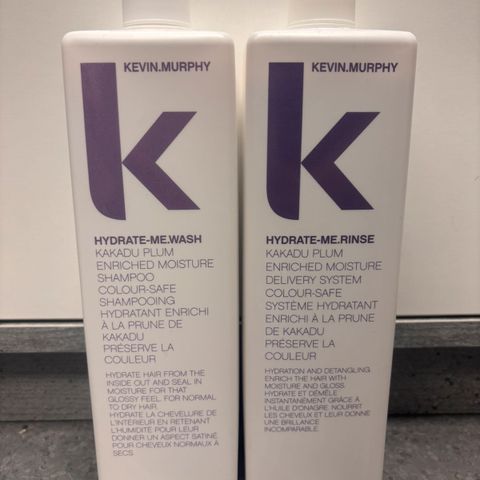 KEVIN.MURPHY
HYDRATE-ME.WASH
KAKADU PLUM
ENRICHED MOISTURE
SHAMPOO
COLOUR-SAFE
SHAMPOOING
HYDRATANT ENRICHI
À LA PRUNE DE
KAKADU
PRÉSERVE LA
COULEUR
HYDRATE HAIR FROM THE
INSIDE OUT AND SEAL IN
MOISTURE FOR THAT
GLOSSY FEEL. FOR NORMAL
TO DRY HAIR.
HYDRATE LA CHEVELURE DE
L'INTÉRIEUR EN RETENANT
L'HUMIDITÉ POUR LEUR
DONNER UN ASPECT SATINÉ.
POUR CHEVEUX NORMAUX À
SECS
KEVIN.MURPHY
HYDRATE-ME.RINSE
KAKADU PLUM
ENRICHED MOISTURE
DELIVERY SYSTEM
COLOUR-SAFE
SYSTÈME HYDRATANT
ENRICHI À LA PRUNE
DE KAKADU
PRÉSERVE LA
COULEUR
HYDRATION AND DETANGLING.
ENRICH THE HAIR WITH
MOISTURE AND GLOSS.
HYDRATE ET DÉMÊLE
INSTANTANÉMENT GRÂCE À
L'HUILE D'ONAGRE. NOURRIT
LES CHEVEUX ET LEUR DONNE
UNE BRILLANCE
INCOMPARABLE.